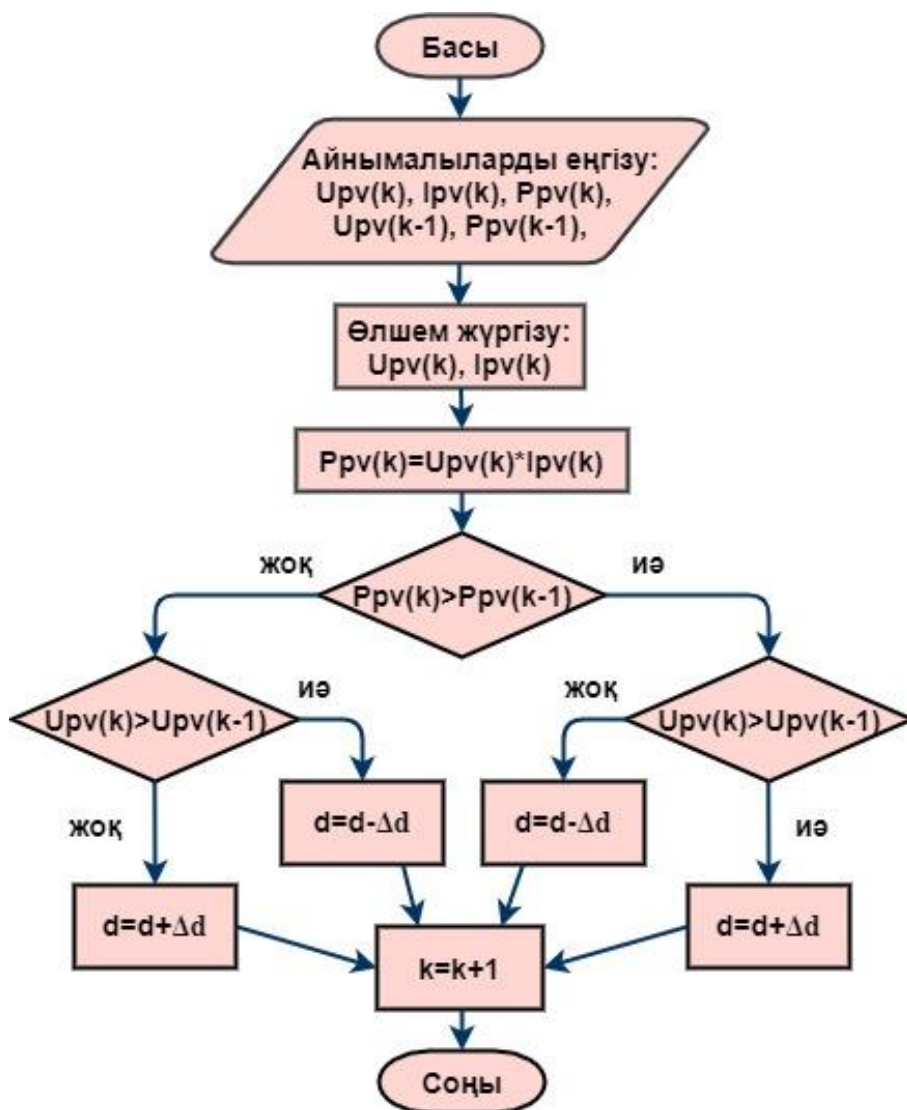 Басы
Айнымалыларды еңгізу:
Upv(k), Ipv(k), Ppv(k),
Upv(k-1), Ppv(k-1),
Өлшем жүргізу:
Upv(k), Ipv(k)
Ppv(k)=Upv(k)*Ipv(k)
жоқ
иә
Ppv(k)>Ppv(k-1)
иә
жоқ
Upv(k)>Upv(k-1)
Upv(k)>Upv(k-1)
жоқ
d=d-Δd
d=d-Δd
иә
d=d+Δd
d=d+Δd
k=k+1
Соңы